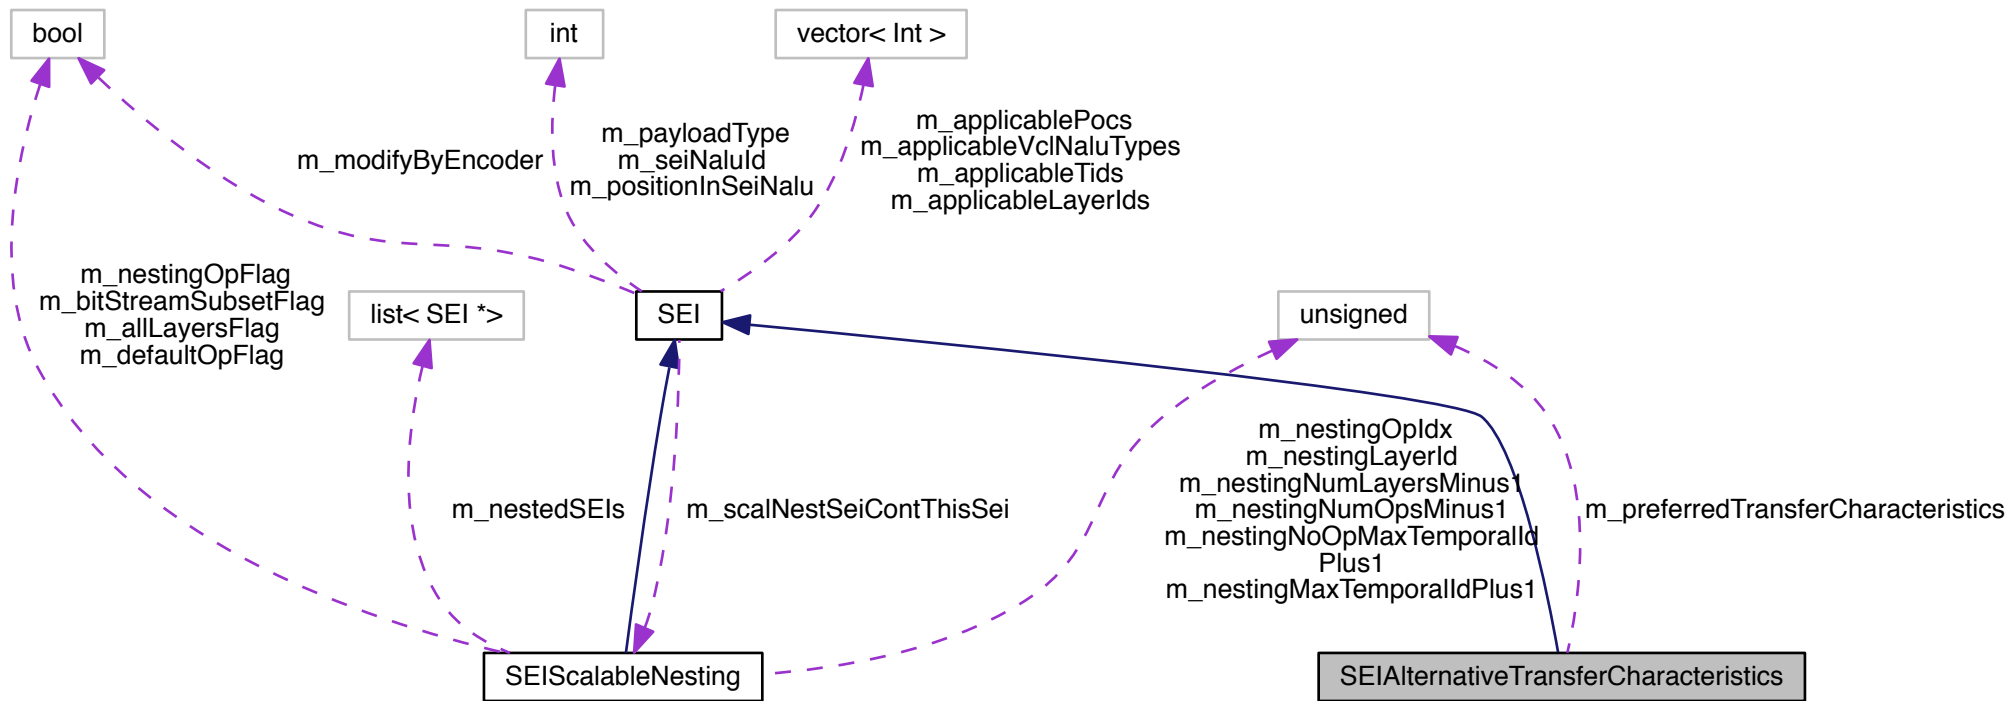 bool
int
vector< Int >
m_modifyByEncoder
m_payloadType
m_seiNaluId
m_positionInSeiNalu
m_applicablePocs
m_applicableVclNaluTypes
m_applicableTids
m_applicableLayerIds
m_nestingOpFlag
m_bitStreamSubsetFlag
m_allLayersFlag
m_defaultOpFlag
list< SEI *>
SEI
unsigned
m_nestedSEIs
m_scalNestSeiContThisSei
m_nestingOpIdx
m_nestingLayerId
m_nestingNumLayersMinus1
m_nestingNumOpsMinus1
m_nestingNoOpMaxTemporalId
Plus1
m_nestingMaxTemporalIdPlus1
m_preferredTransferCharacteristics
SEIScalableNesting
SEIAlternativeTransferCharacteristics